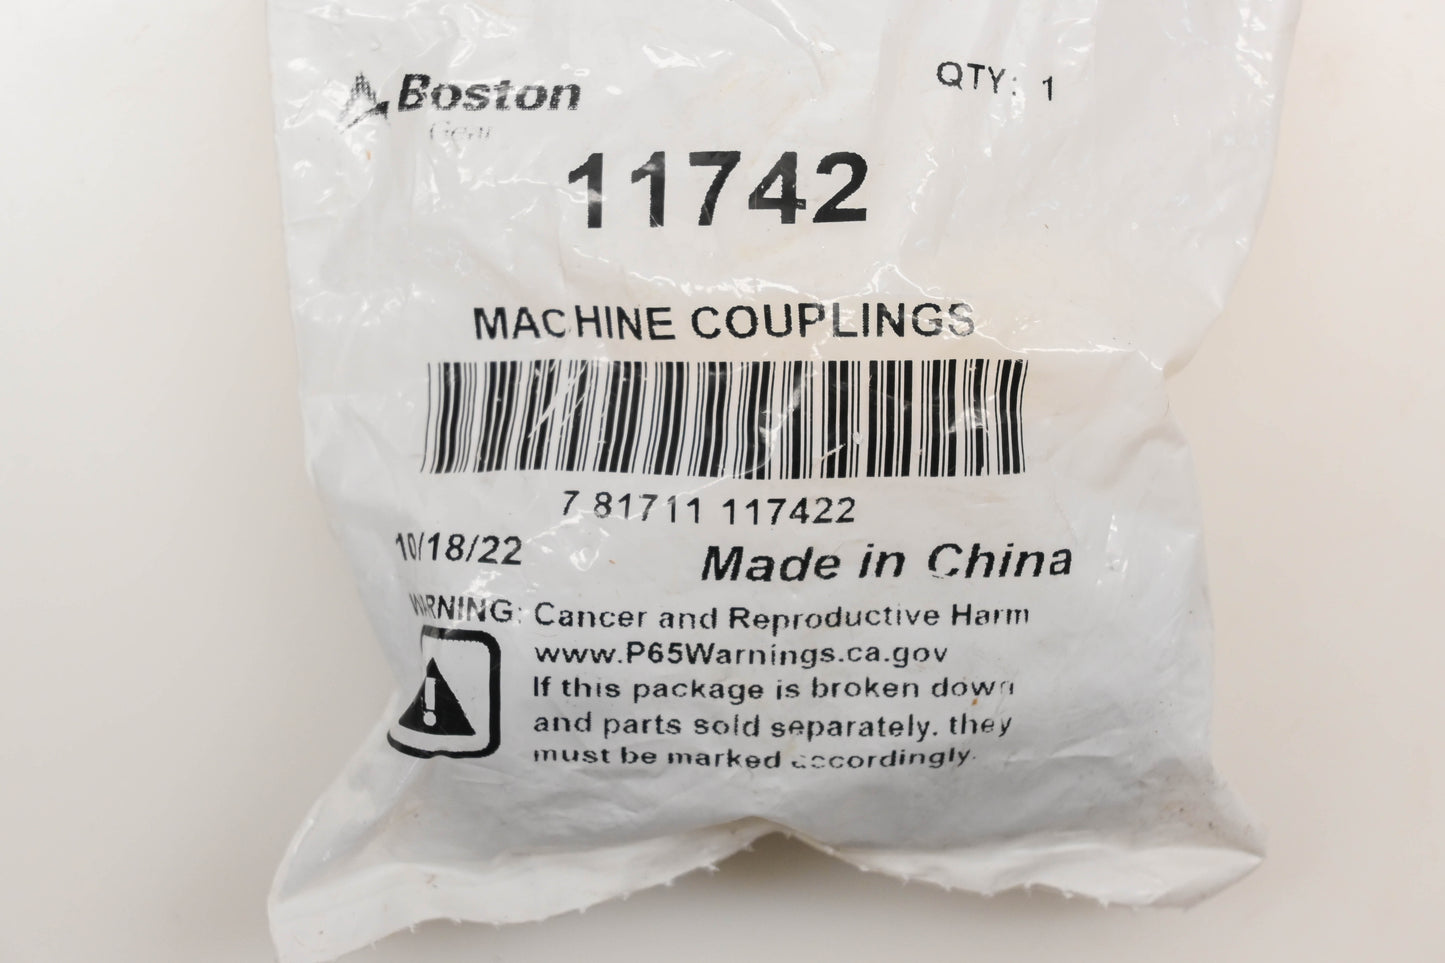 Boston
Gear
QTY: 1
11742
MACHINE COUPLINGS
7 81711 117422
10/18/22
Made in China
WARNING: Cancer and Reproductive Harm
www.P65Warnings.ca.gov
If this package is broken down
and parts sold separately, they
must be marked accordingly.